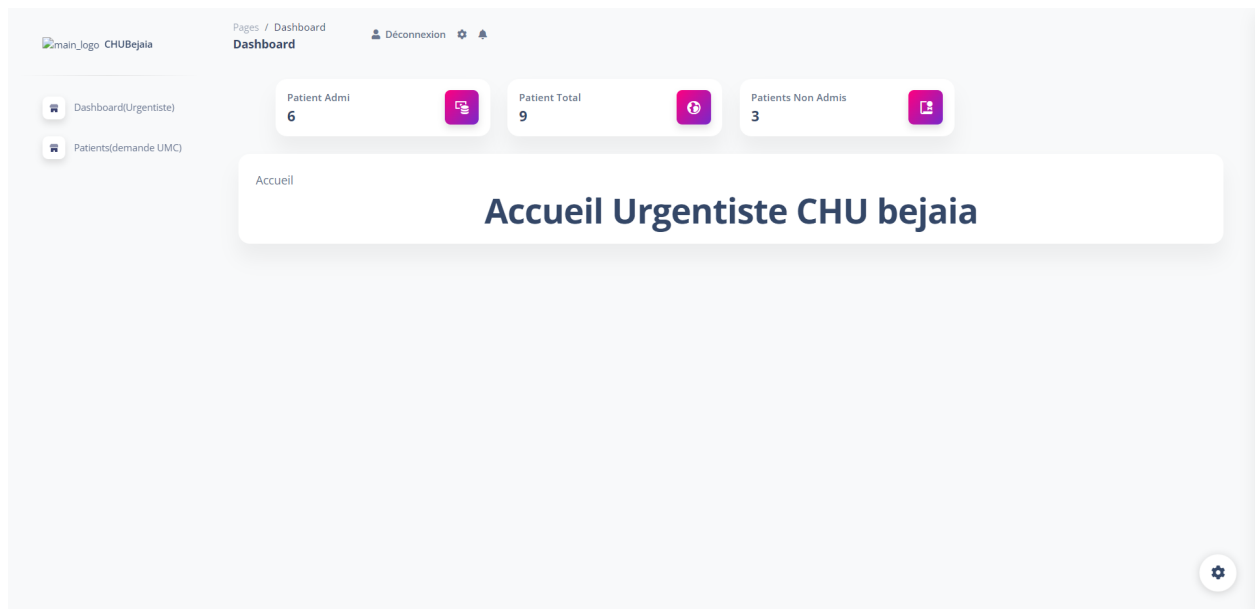 main_logo CHUBejaia
Dashboard(Urgentiste)
Patients(demande UMC)
Pages / Dashboard
Dashboard
Déconnexion
Patient Admi
6
Patient Total
9
Patients Non Admis
3
Accueil
Accueil Urgentiste CHU bejaia